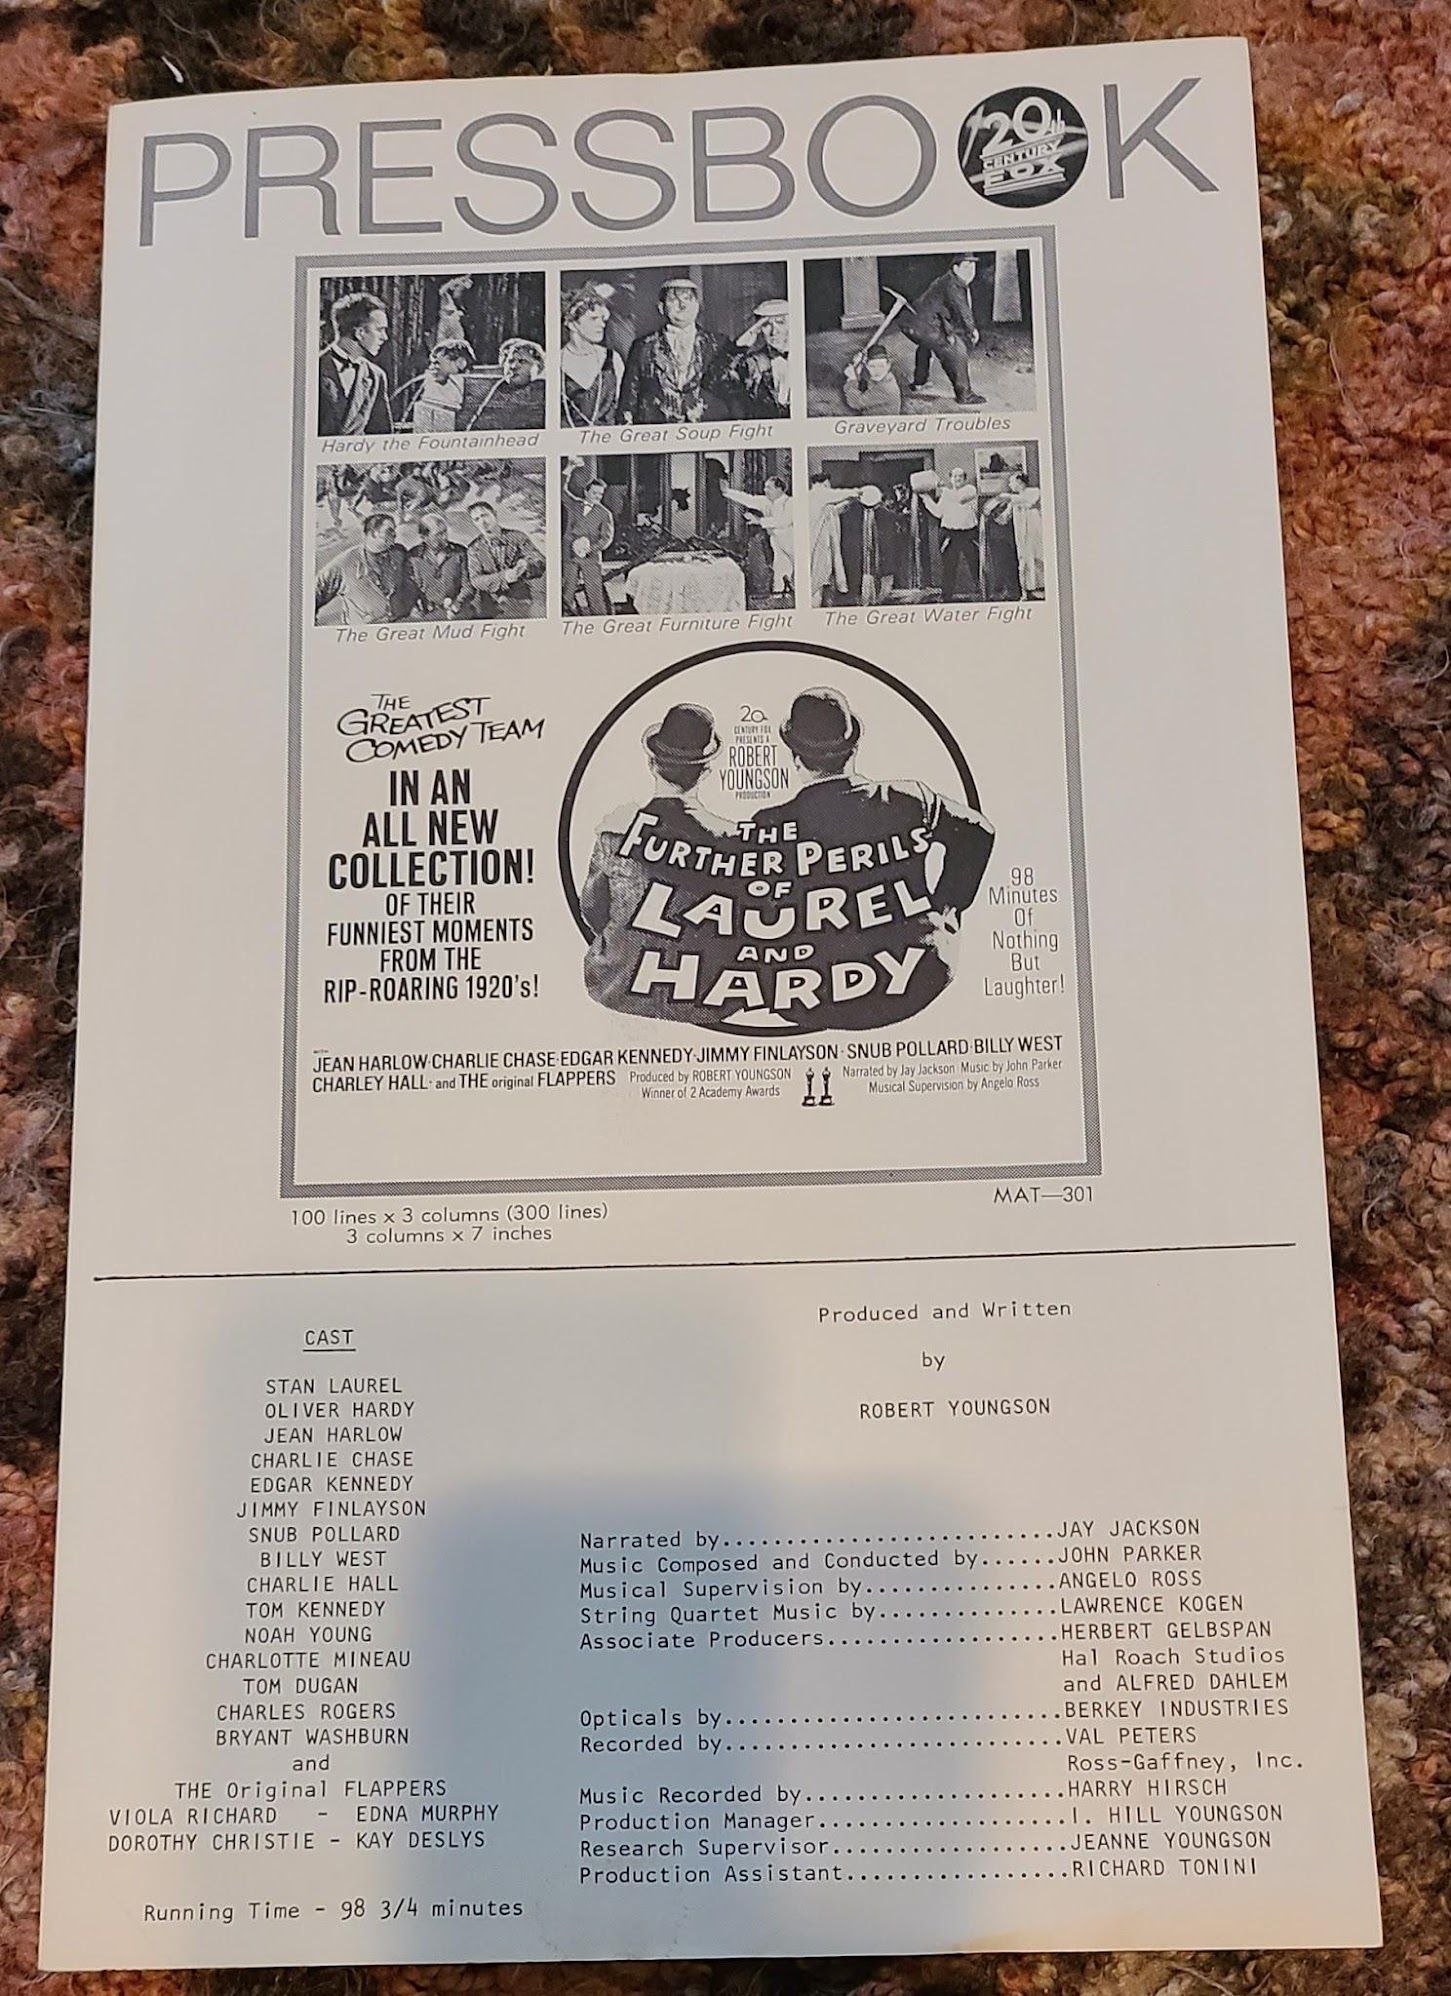 PRESSBOOK
20th
CENTURY
FOX
Hardy the Fountainhead
The Great Soup Fight
Graveyard Troubles
The Great Mud Fight
The Great Furniture Fight
The Great Water Fight
THE
GREATEST
COMEDY TEAM
IN AN
ALL NEW
COLLECTION!
OF THEIR
FUNNIEST MOMENTS
FROM THE
RIP-ROARING 1920's!
20
CENTURY FOX
PRESENTS A
ROBERT
YOUNGSON
PRODUCTION
THE
FURTHER PERILS
OF
LAUREL
AND
HARDY
98
Minutes
Of
Nothing
But
Laughter!
WITH
JEAN HARLOW·CHARLIE CHASE·EDGAR KENNEDY·JIMMY FINLAYSON·SNUB POLLARD·BILLY WEST
CHARLEY HALL· and THE original FLAPPERS
Produced by ROBERT YOUNGSON
Winner of 2 Academy Awards
Narrated by Jay Jackson Music by John Parker
Musical Supervision by Angelo Ross
MAT—301
100 lines x 3 columns (300 lines)
3 columns x 7 inches
CAST
STAN LAUREL
OLIVER HARDY
JEAN HARLOW
CHARLIE CHASE
EDGAR KENNEDY
JIMMY FINLAYSON
SNUB POLLARD
BILLY WEST
CHARLIE HALL
TOM KENNEDY
NOAH YOUNG
CHARLOTTE MINEAU
TOM DUGAN
CHARLES ROGERS
BRYANT WASHBURN
and
THE Original FLAPPERS
VIOLA RICHARD - EDNA MURPHY
DOROTHY CHRISTIE - KAY DESLYS
Running Time - 98 3/4 minutes
Produced and Written
by
ROBERT YOUNGSON
Narrated by..........................JAY JACKSON
Music Composed and Conducted by......JOHN PARKER
Musical Supervision by...............ANGELO ROSS
String Quartet Music by..............LAWRENCE KOGEN
Associate Producers..................HERBERT GELBSPAN
Hal Roach Studios
and ALFRED DAHLEM
Opticals by..........................BERKEY INDUSTRIES
Recorded by..........................VAL PETERS
Ross-Gaffney, Inc.
Music Recorded by....................HARRY HIRSCH
Production Manager...................I. HILL YOUNGSON
Research Supervisor..................JEANNE YOUNGSON
Production Assistant.................RICHARD TONINI